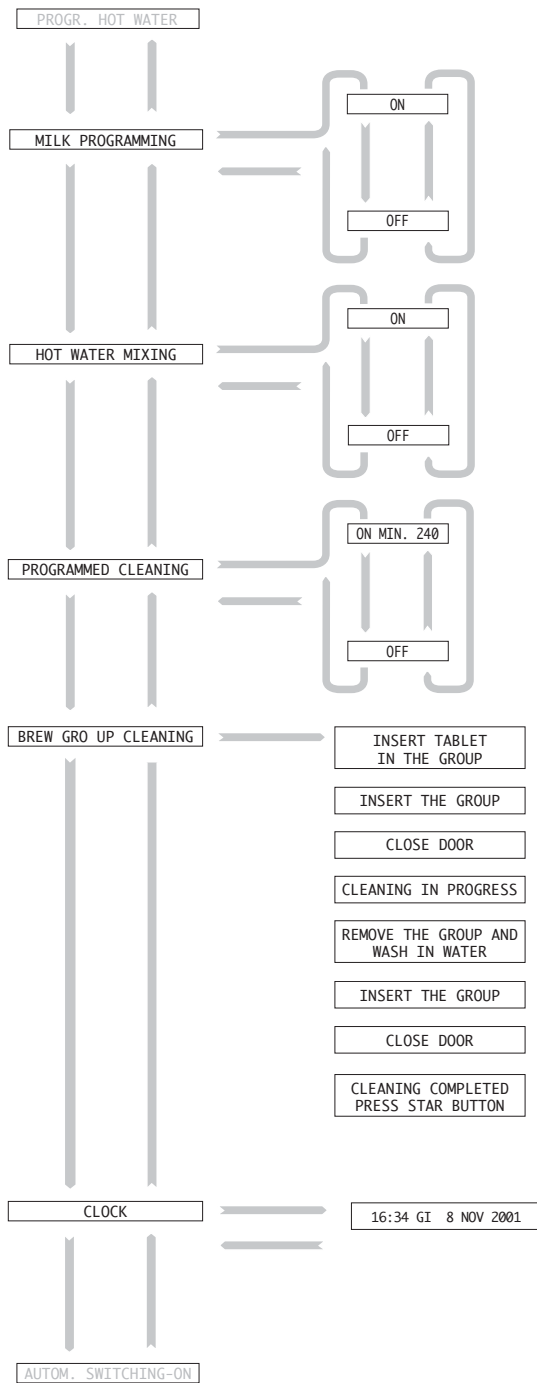 PROGR. HOT WATER
MILK PROGRAMMING
ON
OFF
HOT WATER MIXING
ON
OFF
PROGRAMMED CLEANING
ON MIN. 240
OFF
BREW GRO UP CLEANING
INSERT TABLET
IN THE GROUP
INSERT THE GROUP
CLOSE DOOR
CLEANING IN PROGRESS
REMOVE THE GROUP AND
WASH IN WATER
INSERT THE GROUP
CLOSE DOOR
CLEANING COMPLETED
PRESS STAR BUTTON
CLOCK
16:34 GI 8 NOV 2001
AUTOM. SWITCHING-ON